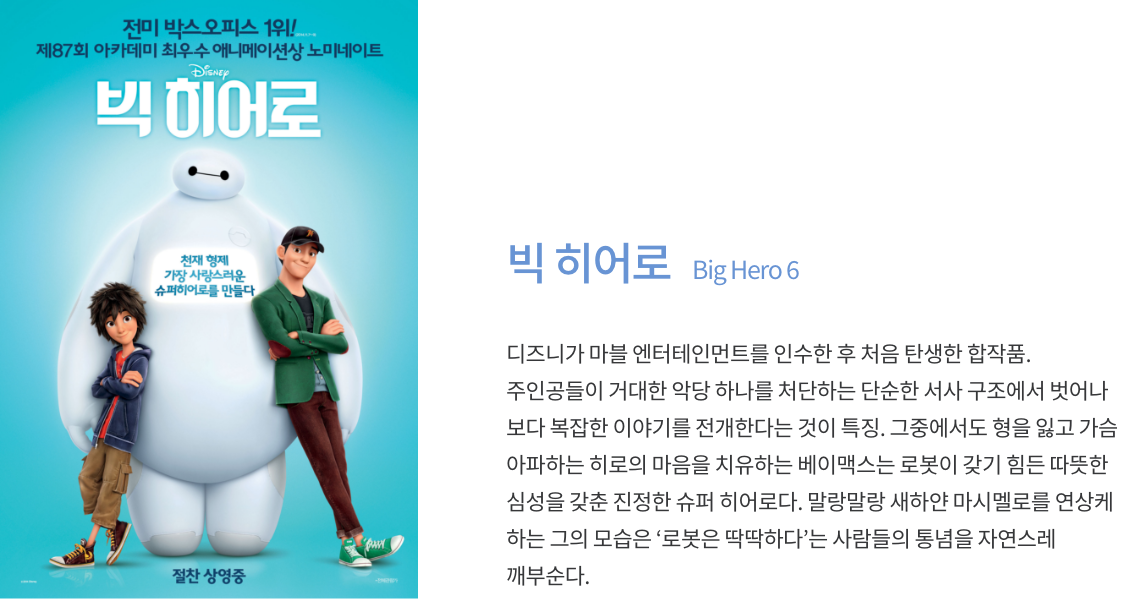 전미 박스오피스 1위!
제87회 아카데미 최우수 애니메이션상 노미네이트
Disney
빅 히어로
천재 형제
가장 사랑스러운
슈퍼히어로를 만들다
절찬 상영중
빅 히어로 Big Hero 6
디즈니가 마블 엔터테인먼트를 인수한 후 처음 탄생한 합작품.
주인공들이 거대한 악당 하나를 처단하는 단순한 서사 구조에서 벗어나
보다 복잡한 이야기를 전개한다는 것이 특징. 그중에서도 형을 잃고 가슴
아파하는 히로의 마음을 치유하는 베이맥스는 로봇이 갖기 힘든 따뜻한
심성을 갖춘 진정한 슈퍼 히어로다. 말랑말랑 새하얀 마시멜로를 연상케
하는 그의 모습은 ‘로봇은 딱딱하다’는 사람들의 통념을 자연스레
깨부순다.